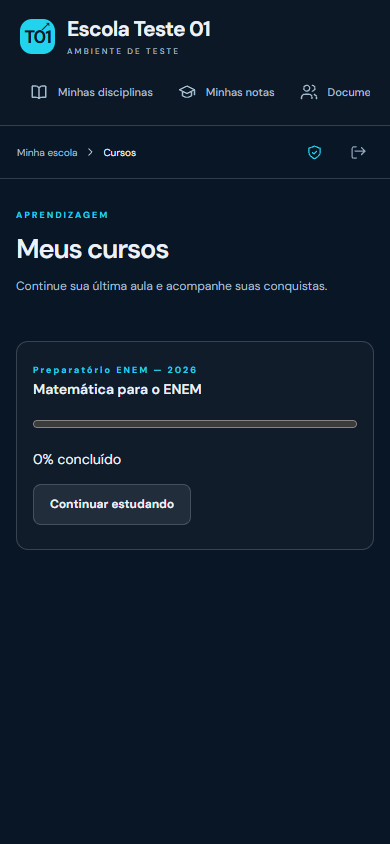 T01
Escola Teste 01
AMBIENTE DE TESTE
Minhas disciplinas
Minhas notas
Docume
Minha escola
Cursos
APRENDIZAGEM
Meus cursos
Continue sua última aula e acompanhe suas conquistas.
Preparatório ENEM — 2026
Matemática para o ENEM
0% concluído
Continuar estudando